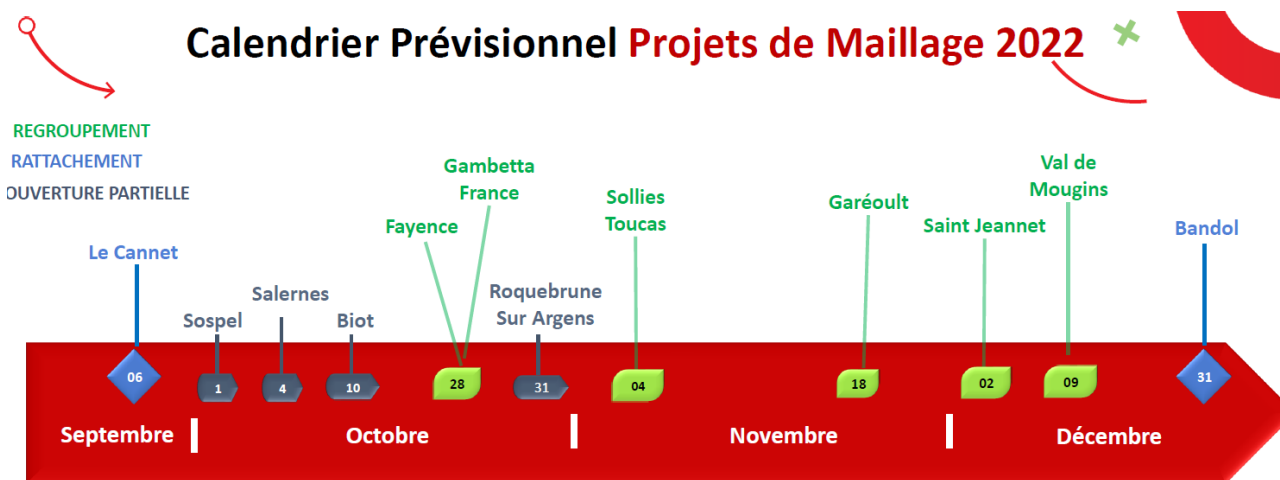 Calendrier Prévisionnel Projets de Maillage 2022
REGROUPEMENT
RATTACHEMENT
OUVERTURE PARTIELLE
Le Cannet
Sospel
Salernes
Biot
Fayence
Gambetta
France
Roquebrune
Sur Argens
Sollies
Toucas
Garéoult
Saint Jeannet
Val de
Mougins
Bandol
06
1
4
10
28
31
04
18
02
09
31
Septembre
Octobre
Novembre
Décembre